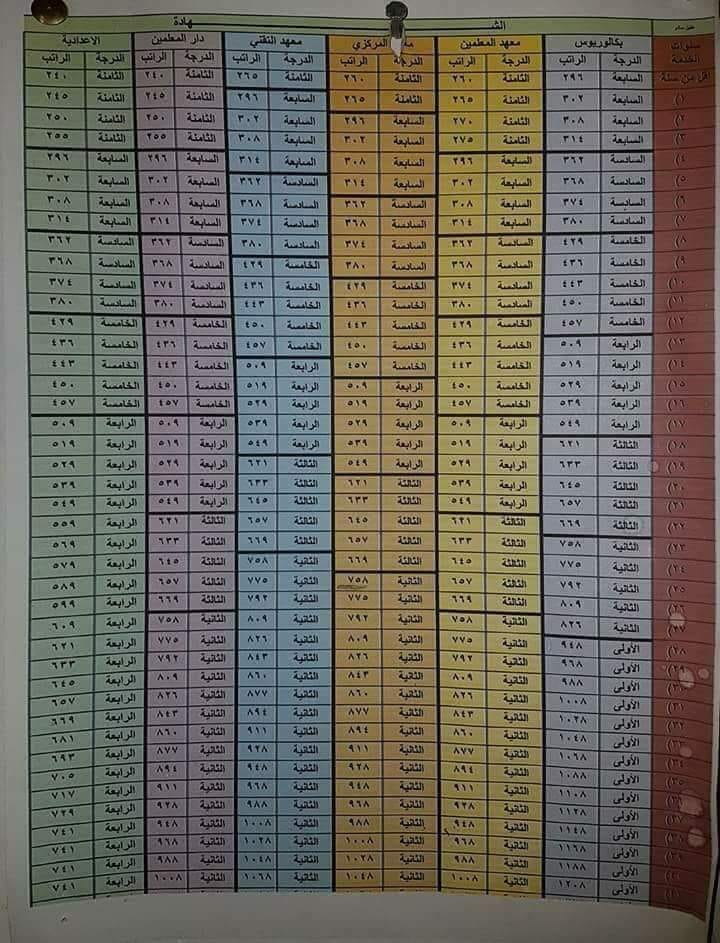 الشـــــــهادة
سنوات الخدمة بكالوريوس معهد المعلمين المركزي معهد التقني دار المعلمين الاعدادية
الدرجة الراتب الدرجة الراتب الدرجة الراتب الدرجة الراتب الدرجة الراتب الدرجة الراتب
اقل من سنة السابعة ٢٩٦ الثامنة ٢٦٠ الثامنة ٢٦٠ الثامنة ٢٦٥ الثامنة ٢٤٠ الثامنة ٢٤٠
(١ السابعة ٣٠٢ الثامنة ٢٦٥ الثامنة ٢٦٥ السابعة ٢٩٦ الثامنة ٢٤٥ الثامنة ٢٤٥
(٢ السابعة ٣٠٨ الثامنة ٢٧٠ السابعة ٢٩٦ السابعة ٣٠٢ الثامنة ٢٥٠ الثامنة ٢٥٠
(٣ السابعة ٣١٤ الثامنة ٢٧٥ السابعة ٣٠٢ السابعة ٣٠٨ الثامنة ٢٥٥ الثامنة ٢٥٥
(٤ السادسة ٣٦٢ السابعة ٢٩٦ السابعة ٣٠٨ السابعة ٣١٤ السابعة ٢٩٦ السابعة ٢٩٦
(٥ السادسة ٣٦٨ السابعة ٣٠٢ السابعة ٣١٤ السادسة ٣٦٢ السابعة ٣٠٢ السابعة ٣٠٢
(٦ السادسة ٣٧٤ السابعة ٣٠٨ السادسة ٣٦٢ السادسة ٣٦٨ السابعة ٣٠٨ السابعة ٣٠٨
(٧ السادسة ٣٨٠ السابعة ٣١٤ السادسة ٣٦٨ السادسة ٣٧٤ السابعة ٣١٤ السابعة ٣١٤
(٨ الخامسة ٤٢٩ السادسة ٣٦٢ السادسة ٣٧٤ السادسة ٣٨٠ السادسة ٣٦٢ السادسة ٣٦٢
(٩ الخامسة ٤٣٦ السادسة ٣٦٨ السادسة ٣٨٠ الخامسة ٤٢٩ السادسة ٣٦٨ السادسة ٣٦٨
(١٠ الخامسة ٤٤٣ السادسة ٣٧٤ الخامسة ٤٢٩ الخامسة ٤٣٦ السادسة ٣٧٤ السادسة ٣٧٤
(١١ الخامسة ٤٥٠ السادسة ٣٨٠ الخامسة ٤٣٦ الخامسة ٤٤٣ السادسة ٣٨٠ السادسة ٣٨٠
(١٢ الخامسة ٤٥٧ الخامسة ٤٢٩ الخامسة ٤٤٣ الخامسة ٤٥٠ الخامسة ٤٢٩ الخامسة ٤٢٩
(١٣ الرابعة ٥٠٩ الخامسة ٤٣٦ الخامسة ٤٥٠ الخامسة ٤٥٧ الخامسة ٤٣٦ الخامسة ٤٣٦
(١٤ الرابعة ٥١٩ الخامسة ٤٤٣ الخامسة ٤٥٧ الرابعة ٥٠٩ الخامسة ٤٤٣ الخامسة ٤٤٣
(١٥ الرابعة ٥٢٩ الخامسة ٤٥٠ الرابعة ٥٠٩ الرابعة ٥١٩ الخامسة ٤٥٠ الخامسة ٤٥٠
(١٦ الرابعة ٥٣٩ الخامسة ٤٥٧ الرابعة ٥١٩ الرابعة ٥٢٩ الخامسة ٤٥٧ الخامسة ٤٥٧
(١٧ الرابعة ٥٤٩ الرابعة ٥٠٩ الرابعة ٥٢٩ الرابعة ٥٣٩ الرابعة ٥٠٩ الرابعة ٥٠٩
(١٨ الثالثة ٦٢١ الرابعة ٥١٩ الرابعة ٥٣٩ الرابعة ٥٤٩ الرابعة ٥١٩ الرابعة ٥١٩
(١٩ الثالثة ٦٣٣ الرابعة ٥٢٩ الرابعة ٥٤٩ الثالثة ٦٢١ الرابعة ٥٢٩ الرابعة ٥٢٩
(٢٠ الثالثة ٦٤٥ الرابعة ٥٣٩ الثالثة ٦٢١ الثالثة ٦٣٣ الرابعة ٥٣٩ الرابعة ٥٣٩
(٢١ الثالثة ٦٥٧ الرابعة ٥٤٩ الثالثة ٦٣٣ الثالثة ٦٤٥ الرابعة ٥٤٩ الرابعة ٥٤٩
(٢٢ الثالثة ٦٦٩ الثالثة ٦٢١ الثالثة ٦٤٥ الثالثة ٦٥٧ الثالثة ٦٢١ الرابعة ٥٥٩
(٢٣ الثانية ٧٥٨ الثالثة ٦٣٣ الثالثة ٦٥٧ الثالثة ٦٦٩ الثالثة ٦٣٣ الرابعة ٥٦٩
(٢٤ الثانية ٧٧٥ الثالثة ٦٤٥ الثالثة ٦٦٩ الثانية ٧٥٨ الثالثة ٦٤٥ الرابعة ٥٧٩
(٢٥ الثانية ٧٩٢ الثالثة ٦٥٧ الثانية ٧٥٨ الثانية ٧٧٥ الثالثة ٦٥٧ الرابعة ٥٨٩
(٢٦ الثانية ٨٠٩ الثالثة ٦٦٩ الثانية ٧٧٥ الثانية ٧٩٢ الثالثة ٦٦٩ الرابعة ٥٩٩
(٢٧ الثانية ٨٢٦ الثانية ٧٥٨ الثانية ٧٩٢ الثانية ٨٠٩ الثانية ٧٥٨ الرابعة ٦٠٩
(٢٨ الأولى ٩٤٨ الثانية ٧٧٥ الثانية ٨٠٩ الثانية ٨٢٦ الثانية ٧٧٥ الرابعة ٦٢١
(٢٩ الأولى ٩٦٨ الثانية ٧٩٢ الثانية ٨٢٦ الثانية ٨٤٣ الثانية ٧٩٢ الرابعة ٦٣٣
(٣٠ الأولى ٩٨٨ الثانية ٨٠٩ الثانية ٨٤٣ الثانية ٨٦٠ الثانية ٨٠٩ الرابعة ٦٤٥
(٣١ الأولى ١٠٠٨ الثانية ٨٢٦ الثانية ٨٦٠ الثانية ٨٧٧ الثانية ٨٢٦ الرابعة ٦٥٧
(٣٢ الأولى ١٠٢٨ الثانية ٨٤٣ الثانية ٨٧٧ الثانية ٨٩٤ الثانية ٨٤٣ الرابعة ٦٦٩
الأولى ١٠٤٨ الثانية ٨٦٠ الثانية ٨٩٤ الثانية ٩١١ الثانية ٨٦٠ الرابعة ٦٨١
(٣٤ الأولى ١٠٦٨ الثانية ٨٧٧ الثانية ٩١١ الثانية ٩٢٨ الثانية ٨٧٧ الرابعة ٦٩٣
(٣٥ الأولى ١٠٨٨ الثانية ٨٩٤ الثانية ٩٢٨ الثانية ٩٤٨ الثانية ٨٩٤ الرابعة ٧٠٥
(٣٦ الأولى ١١٠٨ الثانية ٩١١ الثانية ٩٤٨ الثانية ٩٦٨ الثانية ٩١١ الرابعة ٧١٧
(٣٧ الأولى ١١٢٨ الثانية ٩٢٨ الثانية ٩٦٨ الثانية ٩٨٨ الثانية ٩٢٨ الرابعة ٧٢٩
(٣٨ الأولى ١١٤٨ الثانية ٩٤٨ الثانية ٩٨٨ الثانية ١٠٠٨ الثانية ٩٤٨ الرابعة ٧٤١
(٣٩ الأولى ١١٦٨ الثانية ٩٦٨ الثانية ١٠٠٨ الثانية ١٠٢٨ الثانية ٩٦٨ الرابعة ٧٤١
الأولى ١١٨٨ الثانية ٩٨٨ الثانية ١٠٢٨ الثانية ١٠٤٨ الثانية ٩٨٨ الرابعة ٧٤١
الأولى ١٢٠٨ الثانية ١٠٠٨ الثانية ١٠٤٨ الثانية ١٠٦٨ الثانية ١٠٠٨ الرابعة ٧٤١